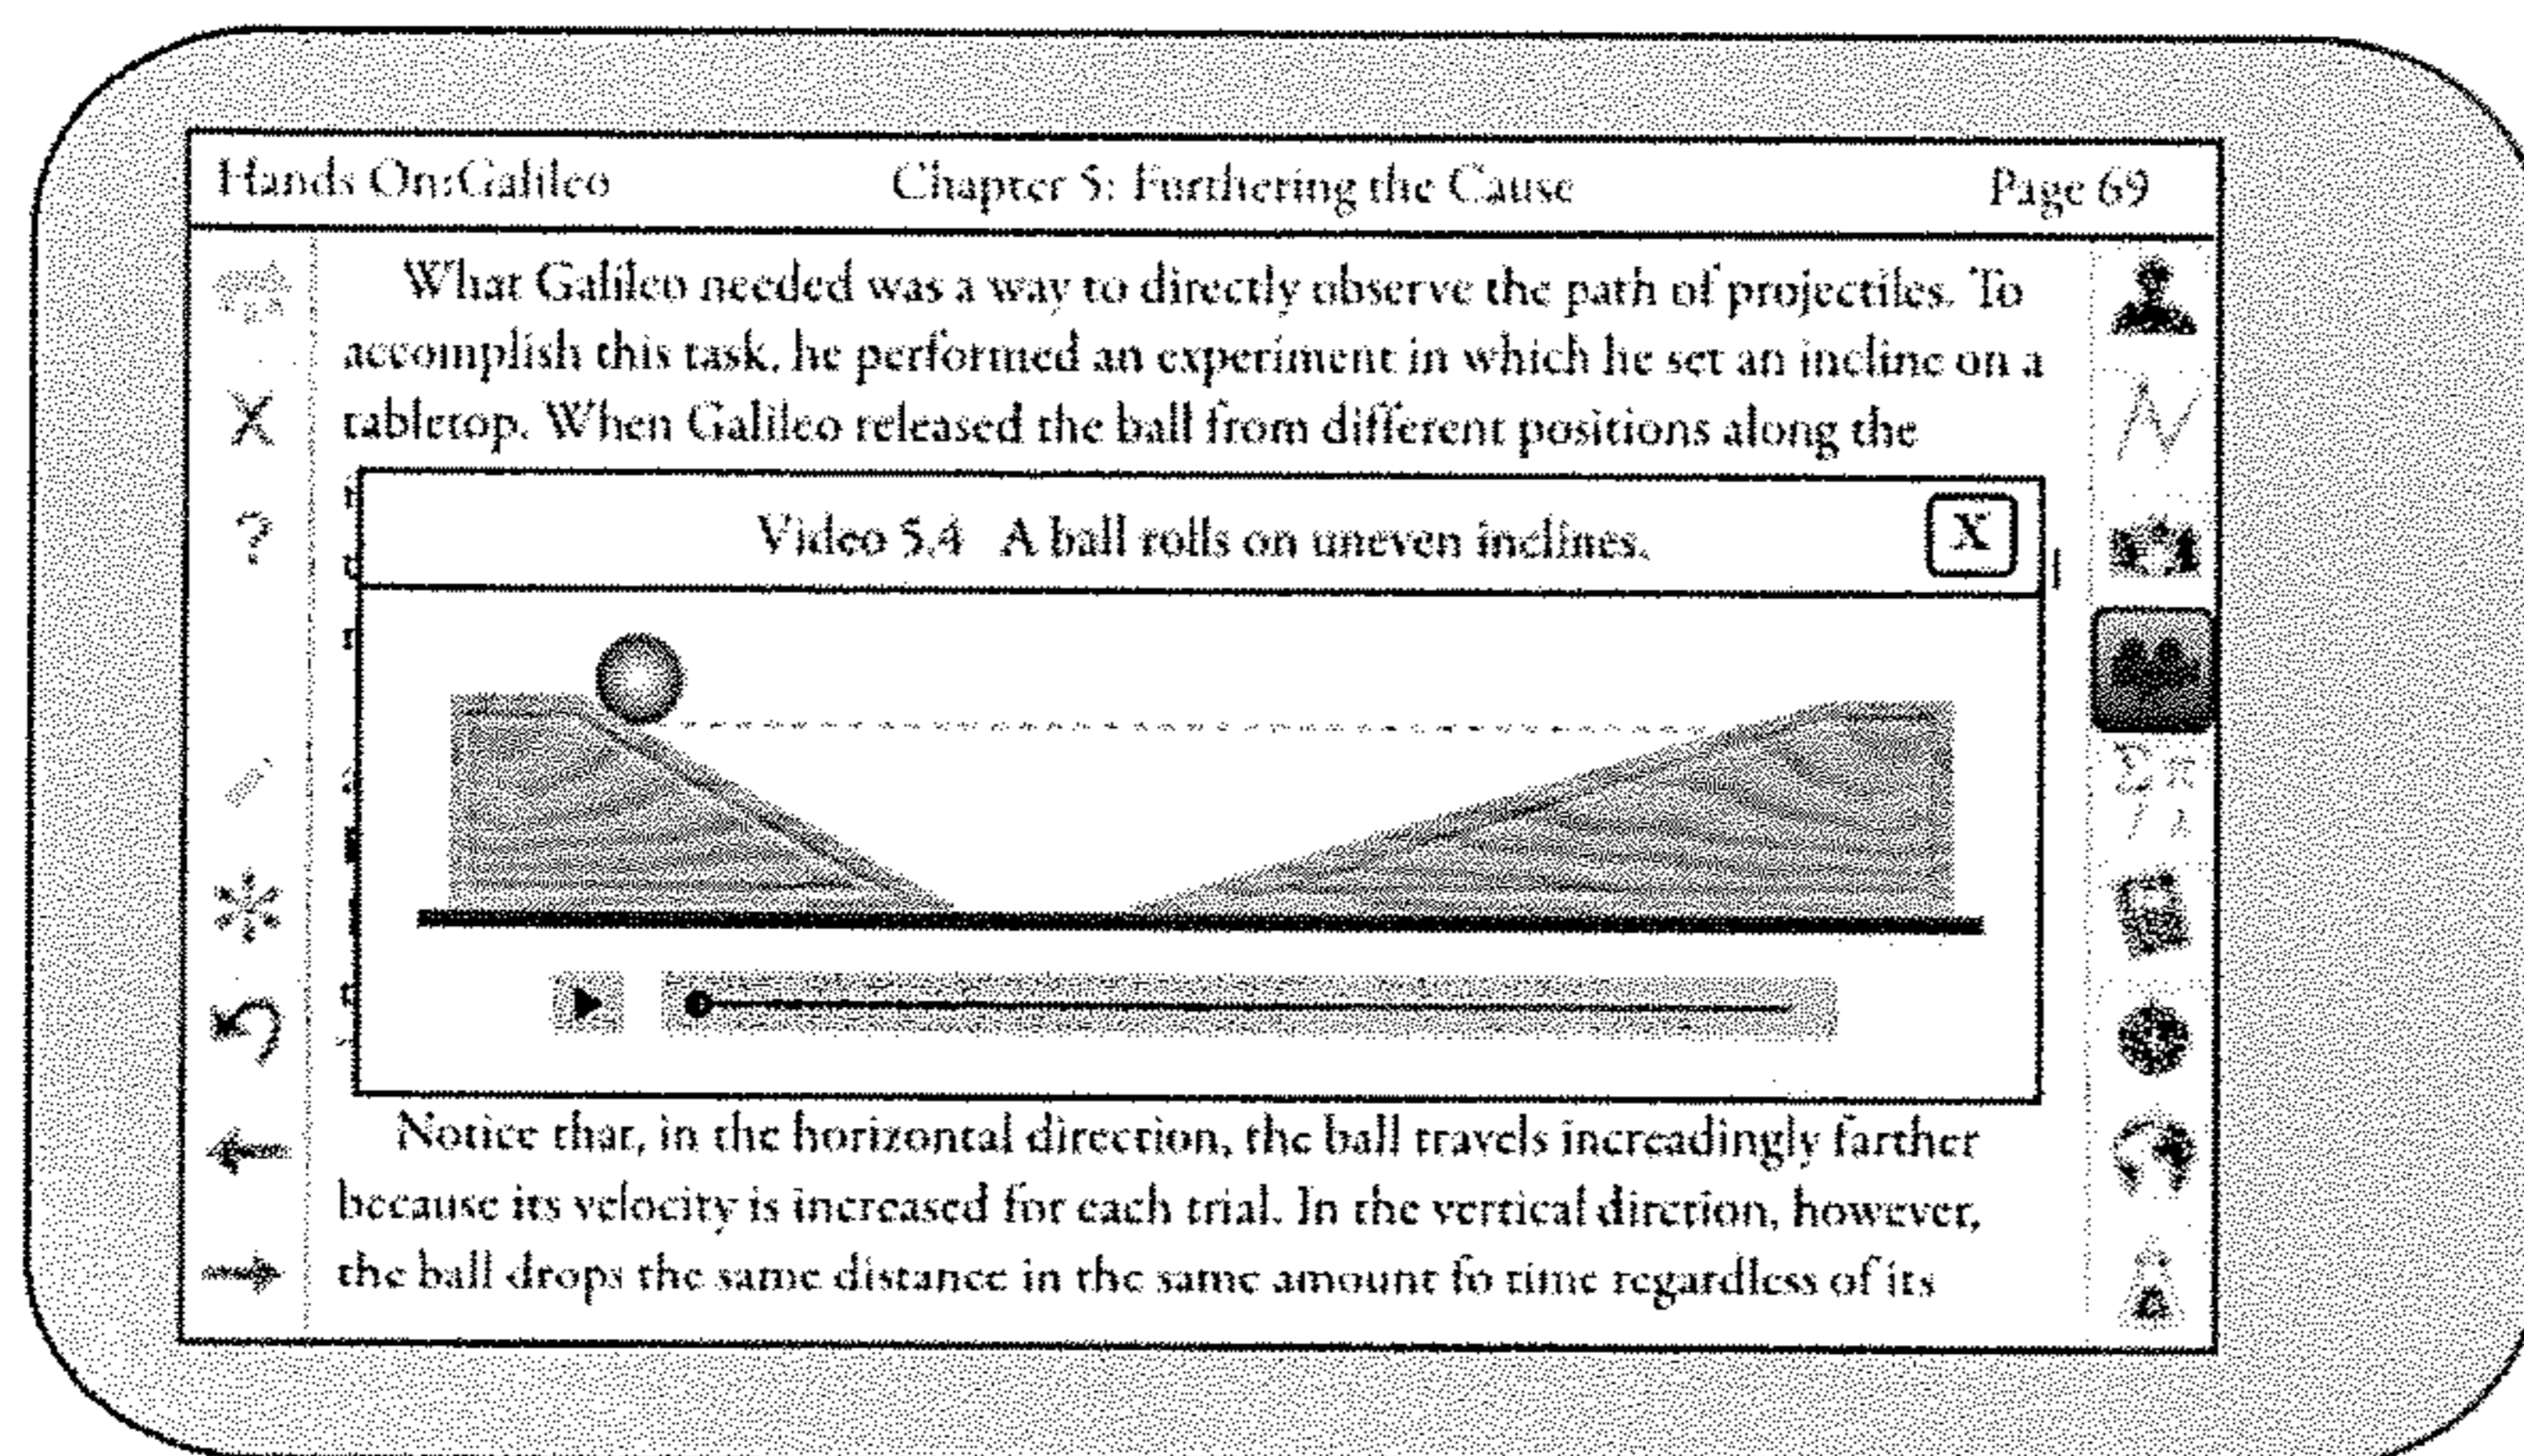 Hands On:Galileo
Chapter 5: Furthering the Cause
Page 69
What Galileo needed was a way to directly observe the path of projectiles. To
accomplish this task, he performed an experiment in which he set an incline on a
tabletop. When Galileo released the ball from different positions along the
Video 5.4 A ball rolls on uneven inclines.
X
X
?
Σ π
Notice that, in the horizontal direction, the ball travels increadingly farther
because its velocity is increased for each trial. In the vertical dirction, however,
the ball drops the same distance in the same amount fo time regardless of its